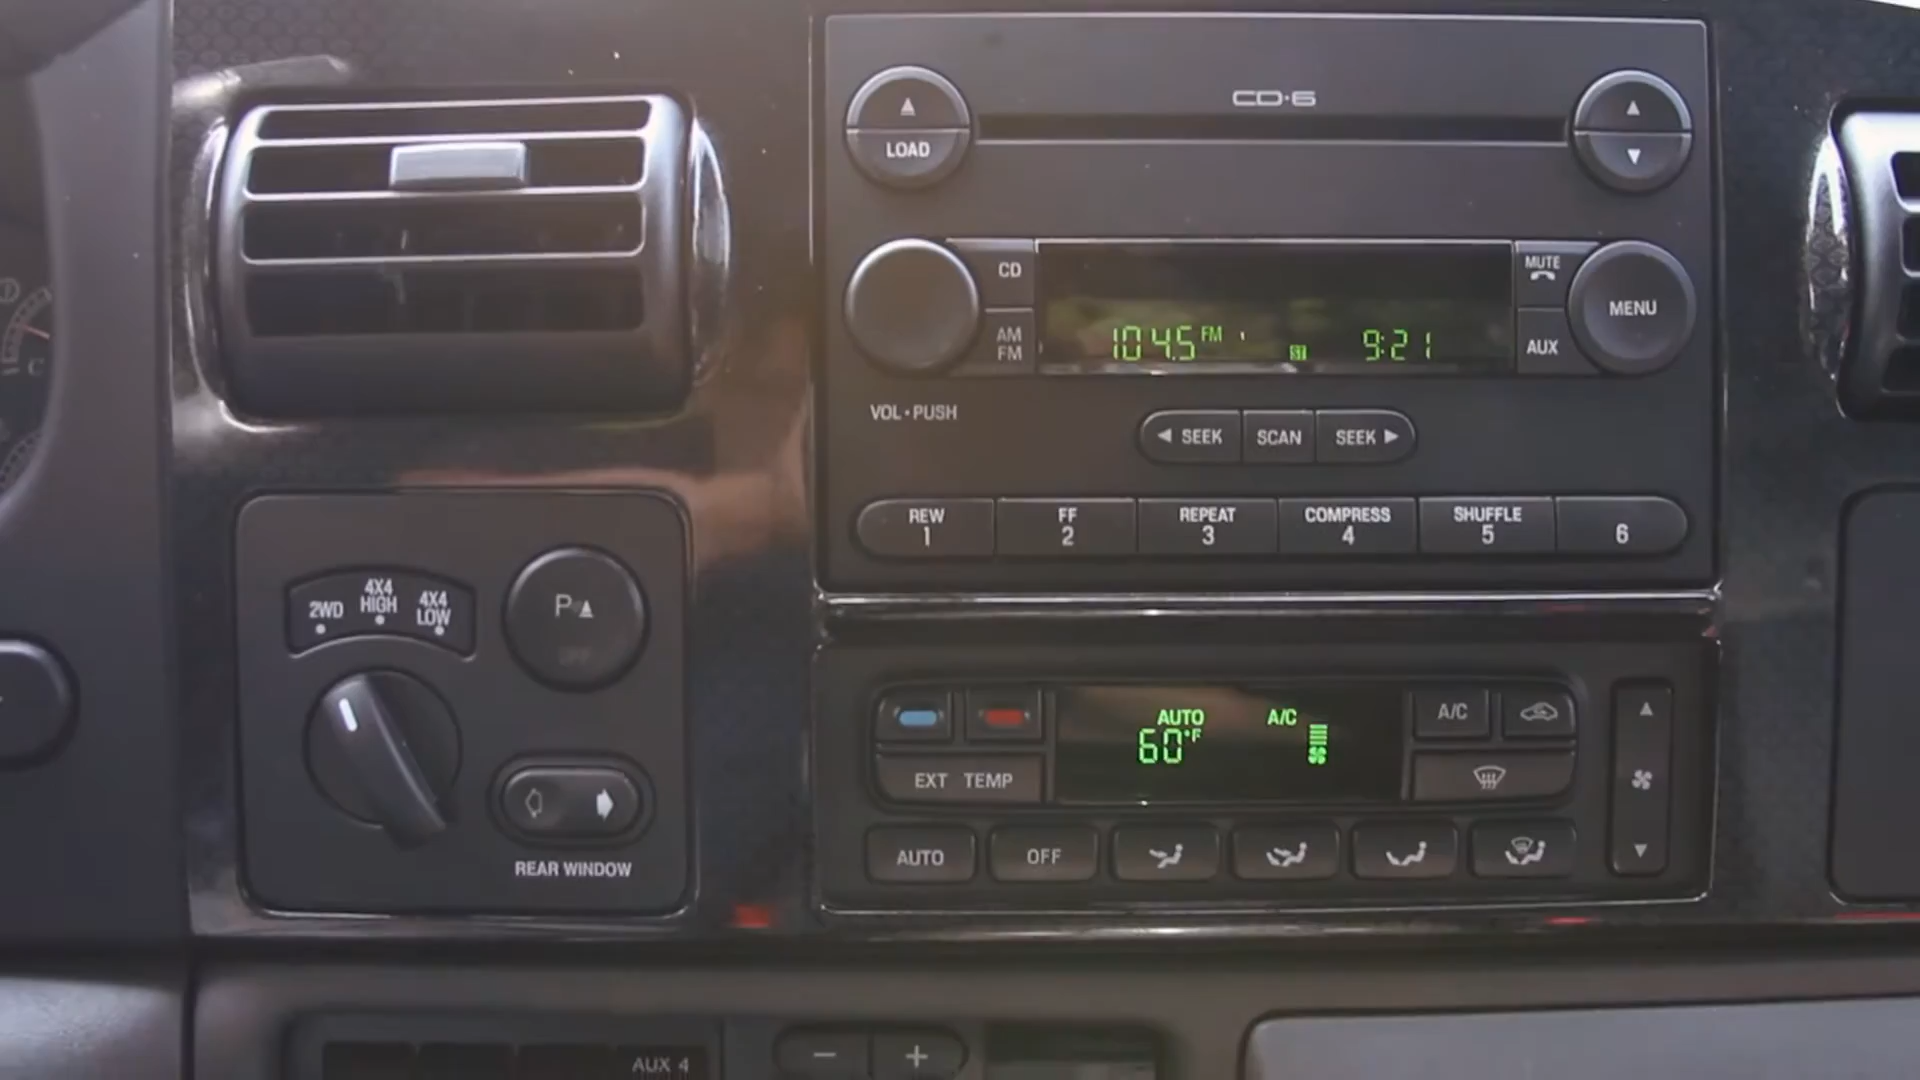 CD·6
LOAD
CD
MUTE
MENU
AM
FM
104.5 FM
ST
9:21
AUX
VOL • PUSH
SEEK
SCAN
SEEK
REW
1
FF
2
REPEAT
3
COMPRESS
4
SHUFFLE
5
6
2WD
4X4
HIGH
4X4
LOW
P
OFF
REAR WINDOW
AUTO
60°F
A/C
A/C
EXT TEMP
AUTO
OFF
C
AUX 4
− +